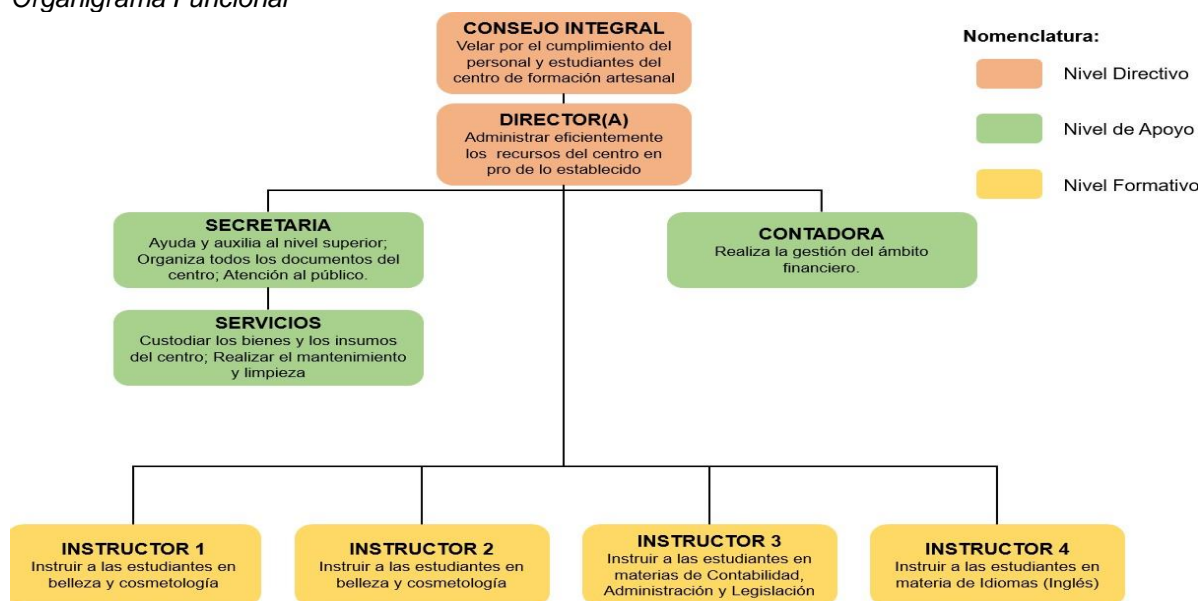 Organigrama Funcional
CONSEJO INTEGRAL
Velar por el cumplimiento del
personal y estudiantes del
centro de formación artesanal
Nomenclatura:
Nivel Directivo
Nivel de Apoyo
Nivel Formativo
DIRECTOR(A)
Administrar eficientemente
los recursos del centro en
pro de lo establecido
SECRETARIA
Ayuda y auxilia al nivel superior;
Organiza todos los documentos del
centro; Atención al público.
CONTADORA
Realiza la gestión del ámbito
financiero.
SERVICIOS
Custodiar los bienes y los insumos
del centro; Realizar el mantenimiento
y limpieza
INSTRUCTOR 1
Instruir a las estudiantes en
belleza y cosmetología
INSTRUCTOR 2
Instruir a las estudiantes en
belleza y cosmetología
INSTRUCTOR 3
Instruir a las estudiantes en
materias de Contabilidad,
Administración y Legislación
INSTRUCTOR 4
Instruir a las estudiantes en
materia de Idiomas (Inglés)